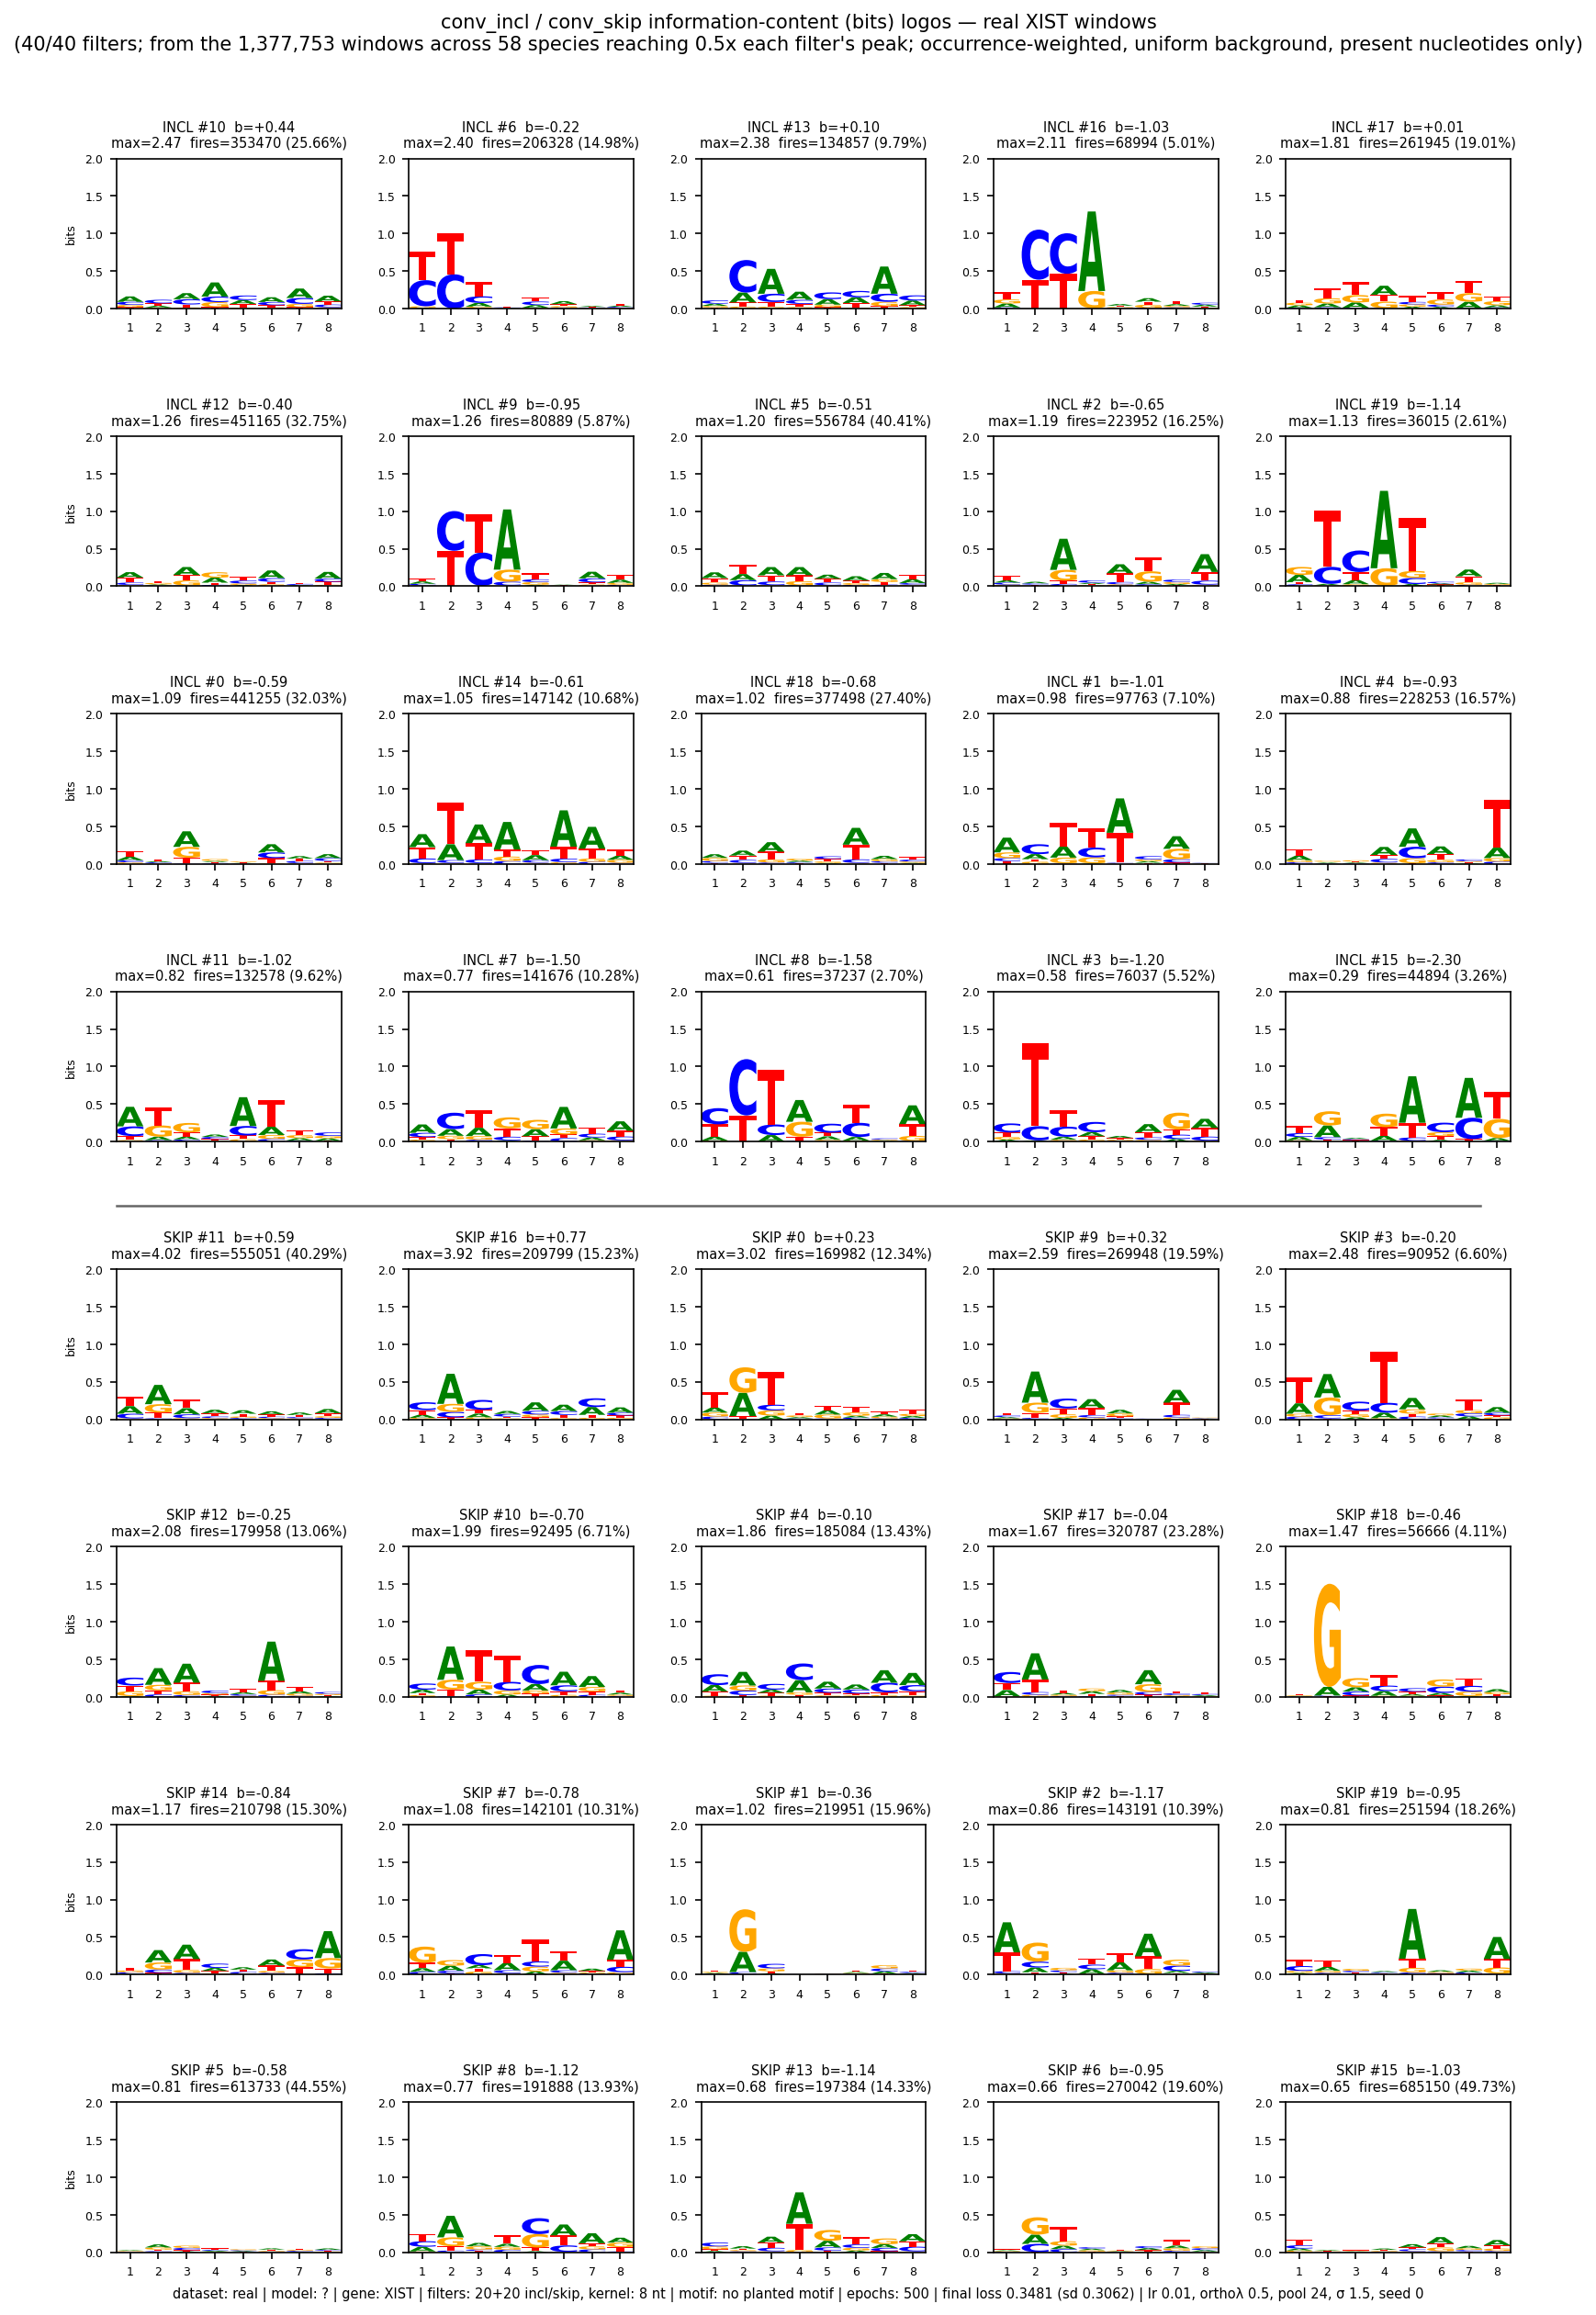 conv_incl / conv_skip information-content (bits) logos — real XIST windows
(40/40 filters; from the 1,377,753 windows across 58 species reaching 0.5x each filter's peak; occurrence-weighted, uniform background, present nucleotides only)
INCL #10 b=+0.44
max=2.47 fires=353470 (25.66%)
INCL #6 b=-0.22
max=2.40 fires=206328 (14.98%)
INCL #13 b=+0.10
max=2.38 fires=134857 (9.79%)
INCL #16 b=-1.03
max=2.11 fires=68994 (5.01%)
INCL #17 b=+0.01
max=1.81 fires=261945 (19.01%)
INCL #12 b=-0.40
max=1.26 fires=451165 (32.75%)
INCL #9 b=-0.95
max=1.26 fires=80889 (5.87%)
INCL #5 b=-0.51
max=1.20 fires=556784 (40.41%)
INCL #2 b=-0.65
max=1.19 fires=223952 (16.25%)
INCL #19 b=-1.14
max=1.13 fires=36015 (2.61%)
INCL #0 b=-0.59
max=1.09 fires=441255 (32.03%)
INCL #14 b=-0.61
max=1.05 fires=147142 (10.68%)
INCL #18 b=-0.68
max=1.02 fires=377498 (27.40%)
INCL #1 b=-1.01
max=0.98 fires=97763 (7.10%)
INCL #4 b=-0.93
max=0.88 fires=228253 (16.57%)
INCL #11 b=-1.02
max=0.82 fires=132578 (9.62%)
INCL #7 b=-1.50
max=0.77 fires=141676 (10.28%)
INCL #8 b=-1.58
max=0.61 fires=37237 (2.70%)
INCL #3 b=-1.20
max=0.58 fires=76037 (5.52%)
INCL #15 b=-2.30
max=0.29 fires=44894 (3.26%)
SKIP #11 b=+0.59
max=4.02 fires=555051 (40.29%)
SKIP #16 b=+0.77
max=3.92 fires=209799 (15.23%)
SKIP #0 b=+0.23
max=3.02 fires=169982 (12.34%)
SKIP #9 b=+0.32
max=2.59 fires=269948 (19.59%)
SKIP #3 b=-0.20
max=2.48 fires=90952 (6.60%)
SKIP #12 b=-0.25
max=2.08 fires=179958 (13.06%)
SKIP #10 b=-0.70
max=1.99 fires=92495 (6.71%)
SKIP #4 b=-0.10
max=1.86 fires=185084 (13.43%)
SKIP #17 b=-0.04
max=1.67 fires=320787 (23.28%)
SKIP #18 b=-0.46
max=1.47 fires=56666 (4.11%)
SKIP #14 b=-0.84
max=1.17 fires=210798 (15.30%)
SKIP #7 b=-0.78
max=1.08 fires=142101 (10.31%)
SKIP #1 b=-0.36
max=1.02 fires=219951 (15.96%)
SKIP #2 b=-1.17
max=0.86 fires=143191 (10.39%)
SKIP #19 b=-0.95
max=0.81 fires=251594 (18.26%)
SKIP #5 b=-0.58
max=0.81 fires=613733 (44.55%)
SKIP #8 b=-1.12
max=0.77 fires=191888 (13.93%)
SKIP #13 b=-1.14
max=0.68 fires=197384 (14.33%)
SKIP #6 b=-0.95
max=0.66 fires=270042 (19.60%)
SKIP #15 b=-1.03
max=0.65 fires=685150 (49.73%)
dataset: real | model: ? | gene: XIST | filters: 20+20 incl/skip, kernel: 8 nt | motif: no planted motif | epochs: 500 | final loss 0.3481 (sd 0.3062) | lr 0.01, orthoλ 0.5, pool 24, σ 1.5, seed 0